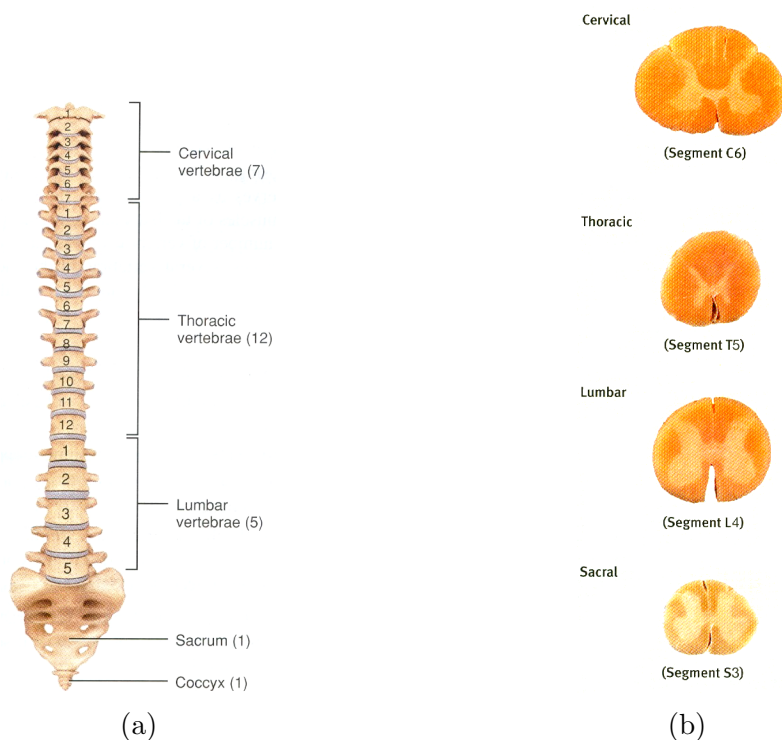 1
2
3
4
5
6
7
1
2
3
4
5
6
7
8
9
10
11
12
1
2
3
4
5
Cervical
vertebrae (7)
Thoracic
vertebrae (12)
Lumbar
vertebrae (5)
Sacrum (1)
Coccyx (1)
(a)
Cervical
(Segment C6)
Thoracic
(Segment T5)
Lumbar
(Segment L4)
Sacral
(Segment S3)
(b)